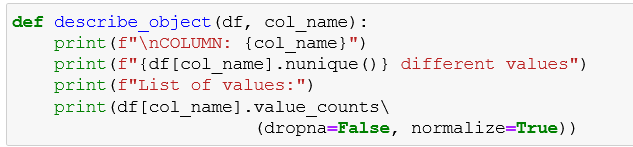 def describe_object(df, col_name):
    print(f"\nCOLUMN: {col_name}")
    print(f"{df[col_name].nunique()} different values")
    print(f"List of values:")
    print(df[col_name].value_counts\
                        (dropna=False, normalize=True))